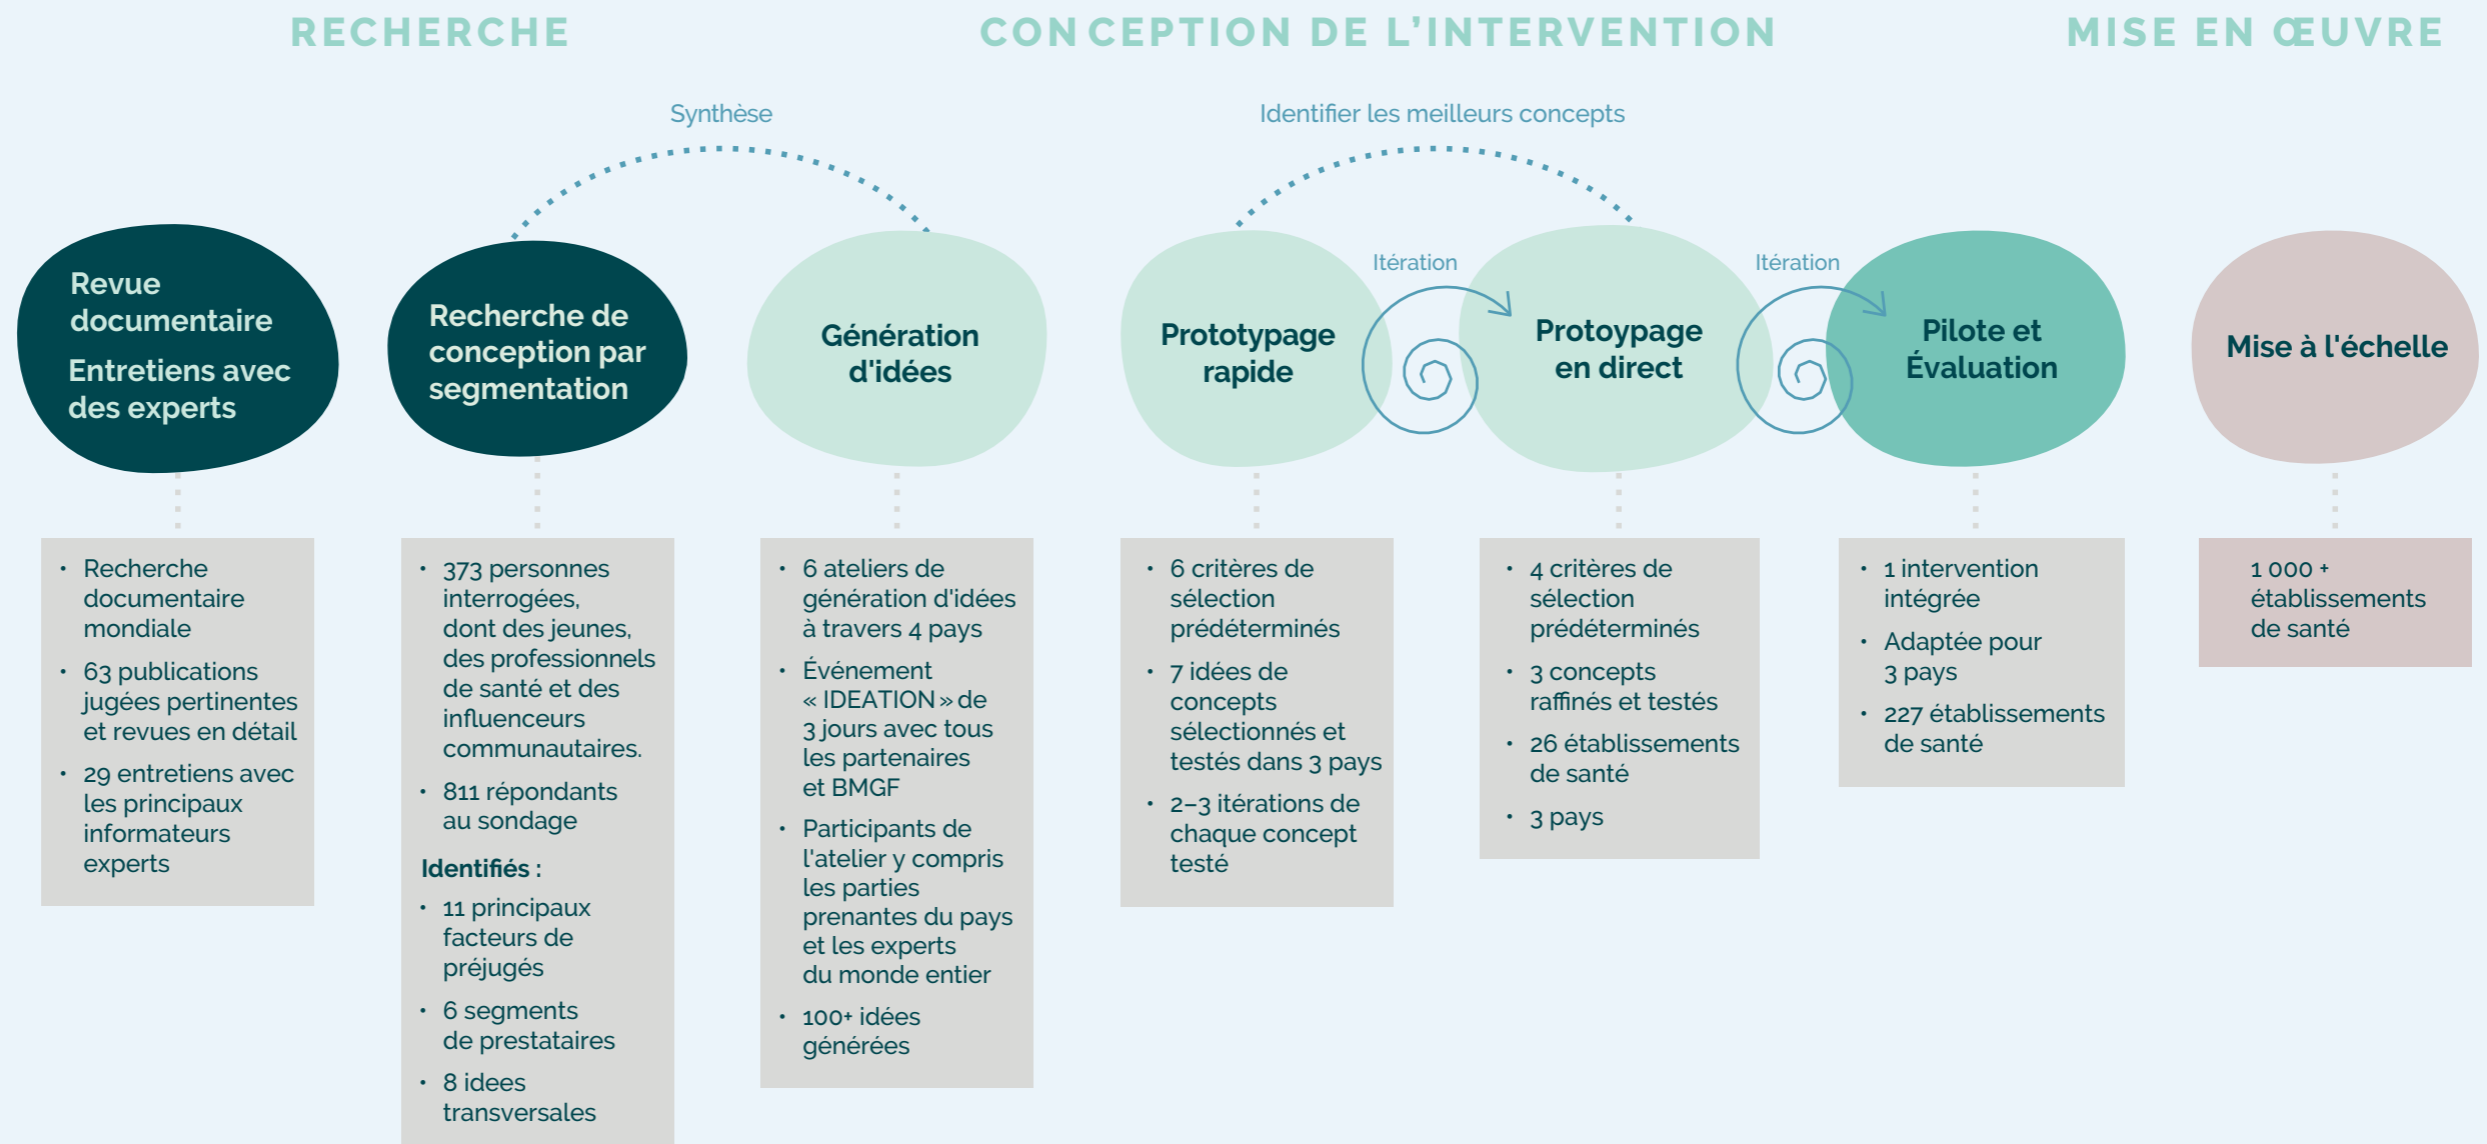 RECHERCHE
CONCEPTION DE L'INTERVENTION
MISE EN ŒUVRE
Synthèse
Identifier les meilleurs concepts
Revue
documentaire
Entretiens avec
des experts
Recherche de
conception par
segmentation
Génération
d'idées
Prototypage
rapide
Itération
Protoypage
en direct
Itération
Pilote et
Évaluation
Mise à l'échelle
• Recherche
documentaire
mondiale
• 63 publications
jugées pertinentes
et revues en détail
• 29 entretiens avec
les principaux
informateurs
experts
• 373 personnes
interrogées,
dont des jeunes,
des professionnels
de santé et des
influenceurs
communautaires.
• 811 répondants
au sondage
Identifiés :
• 11 principaux
facteurs de
préjugés
• 6 segments
de prestataires
• 8 idees
transversales
• 6 ateliers de
génération d'idées
à travers 4 pays
• Événement
« IDEATION » de
3 jours avec tous
les partenaires
et BMGF
• Participants de
l'atelier y compris
les parties
prenantes du pays
et les experts
du monde entier
• 100+ idées
générées
• 6 critères de
sélection
prédéterminés
• 7 idées de
concepts
sélectionnés et
testés dans 3 pays
• 2–3 itérations de
chaque concept
testé
• 4 critères de
sélection
prédéterminés
• 3 concepts
raffinés et testés
• 26 établissements
de santé
• 3 pays
• 1 intervention
intégrée
• Adaptée pour
3 pays
• 227 établissements
de santé
1 000 +
établissements
de santé